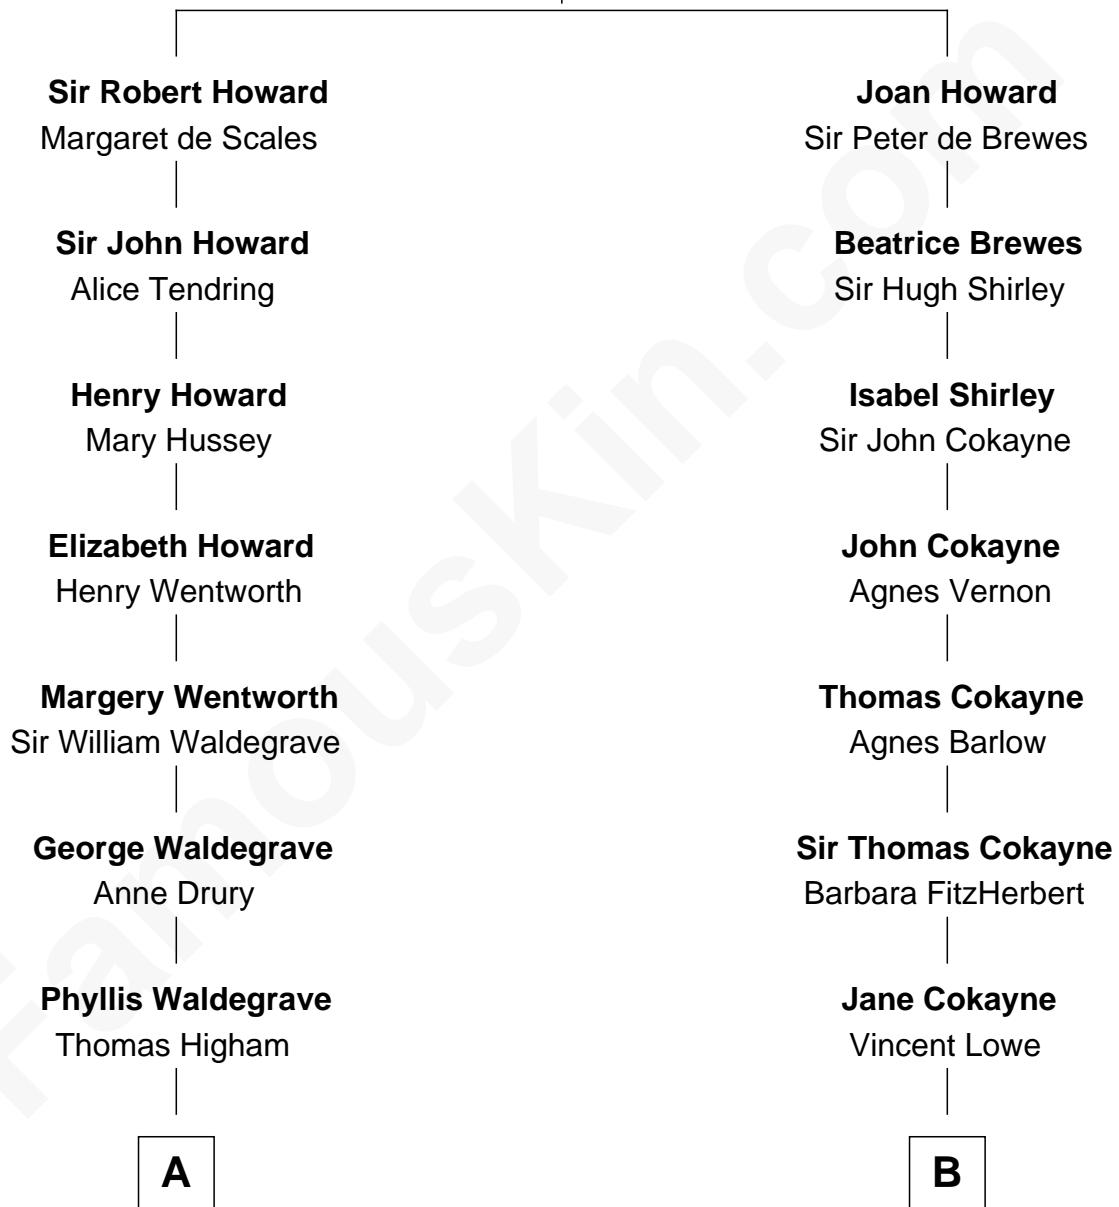 Sir Robert Howard
Margaret de Scales
Sir John Howard
Alice Tendring
Henry Howard
Mary Hussey
Elizabeth Howard
Henry Wentworth
Margery Wentworth
Sir William Waldegrave
George Waldegrave
Anne Drury
Phyllis Waldegrave
Thomas Higham
A
Joan Howard
Sir Peter de Brewes
Beatrice Brewes
Sir Hugh Shirley
Isabel Shirley
Sir John Cokayne
John Cokayne
Agnes Vernon
Thomas Cokayne
Agnes Barlow
Sir Thomas Cokayne
Barbara FitzHerbert
Jane Cokayne
Vincent Lowe
B
FamousKin.com